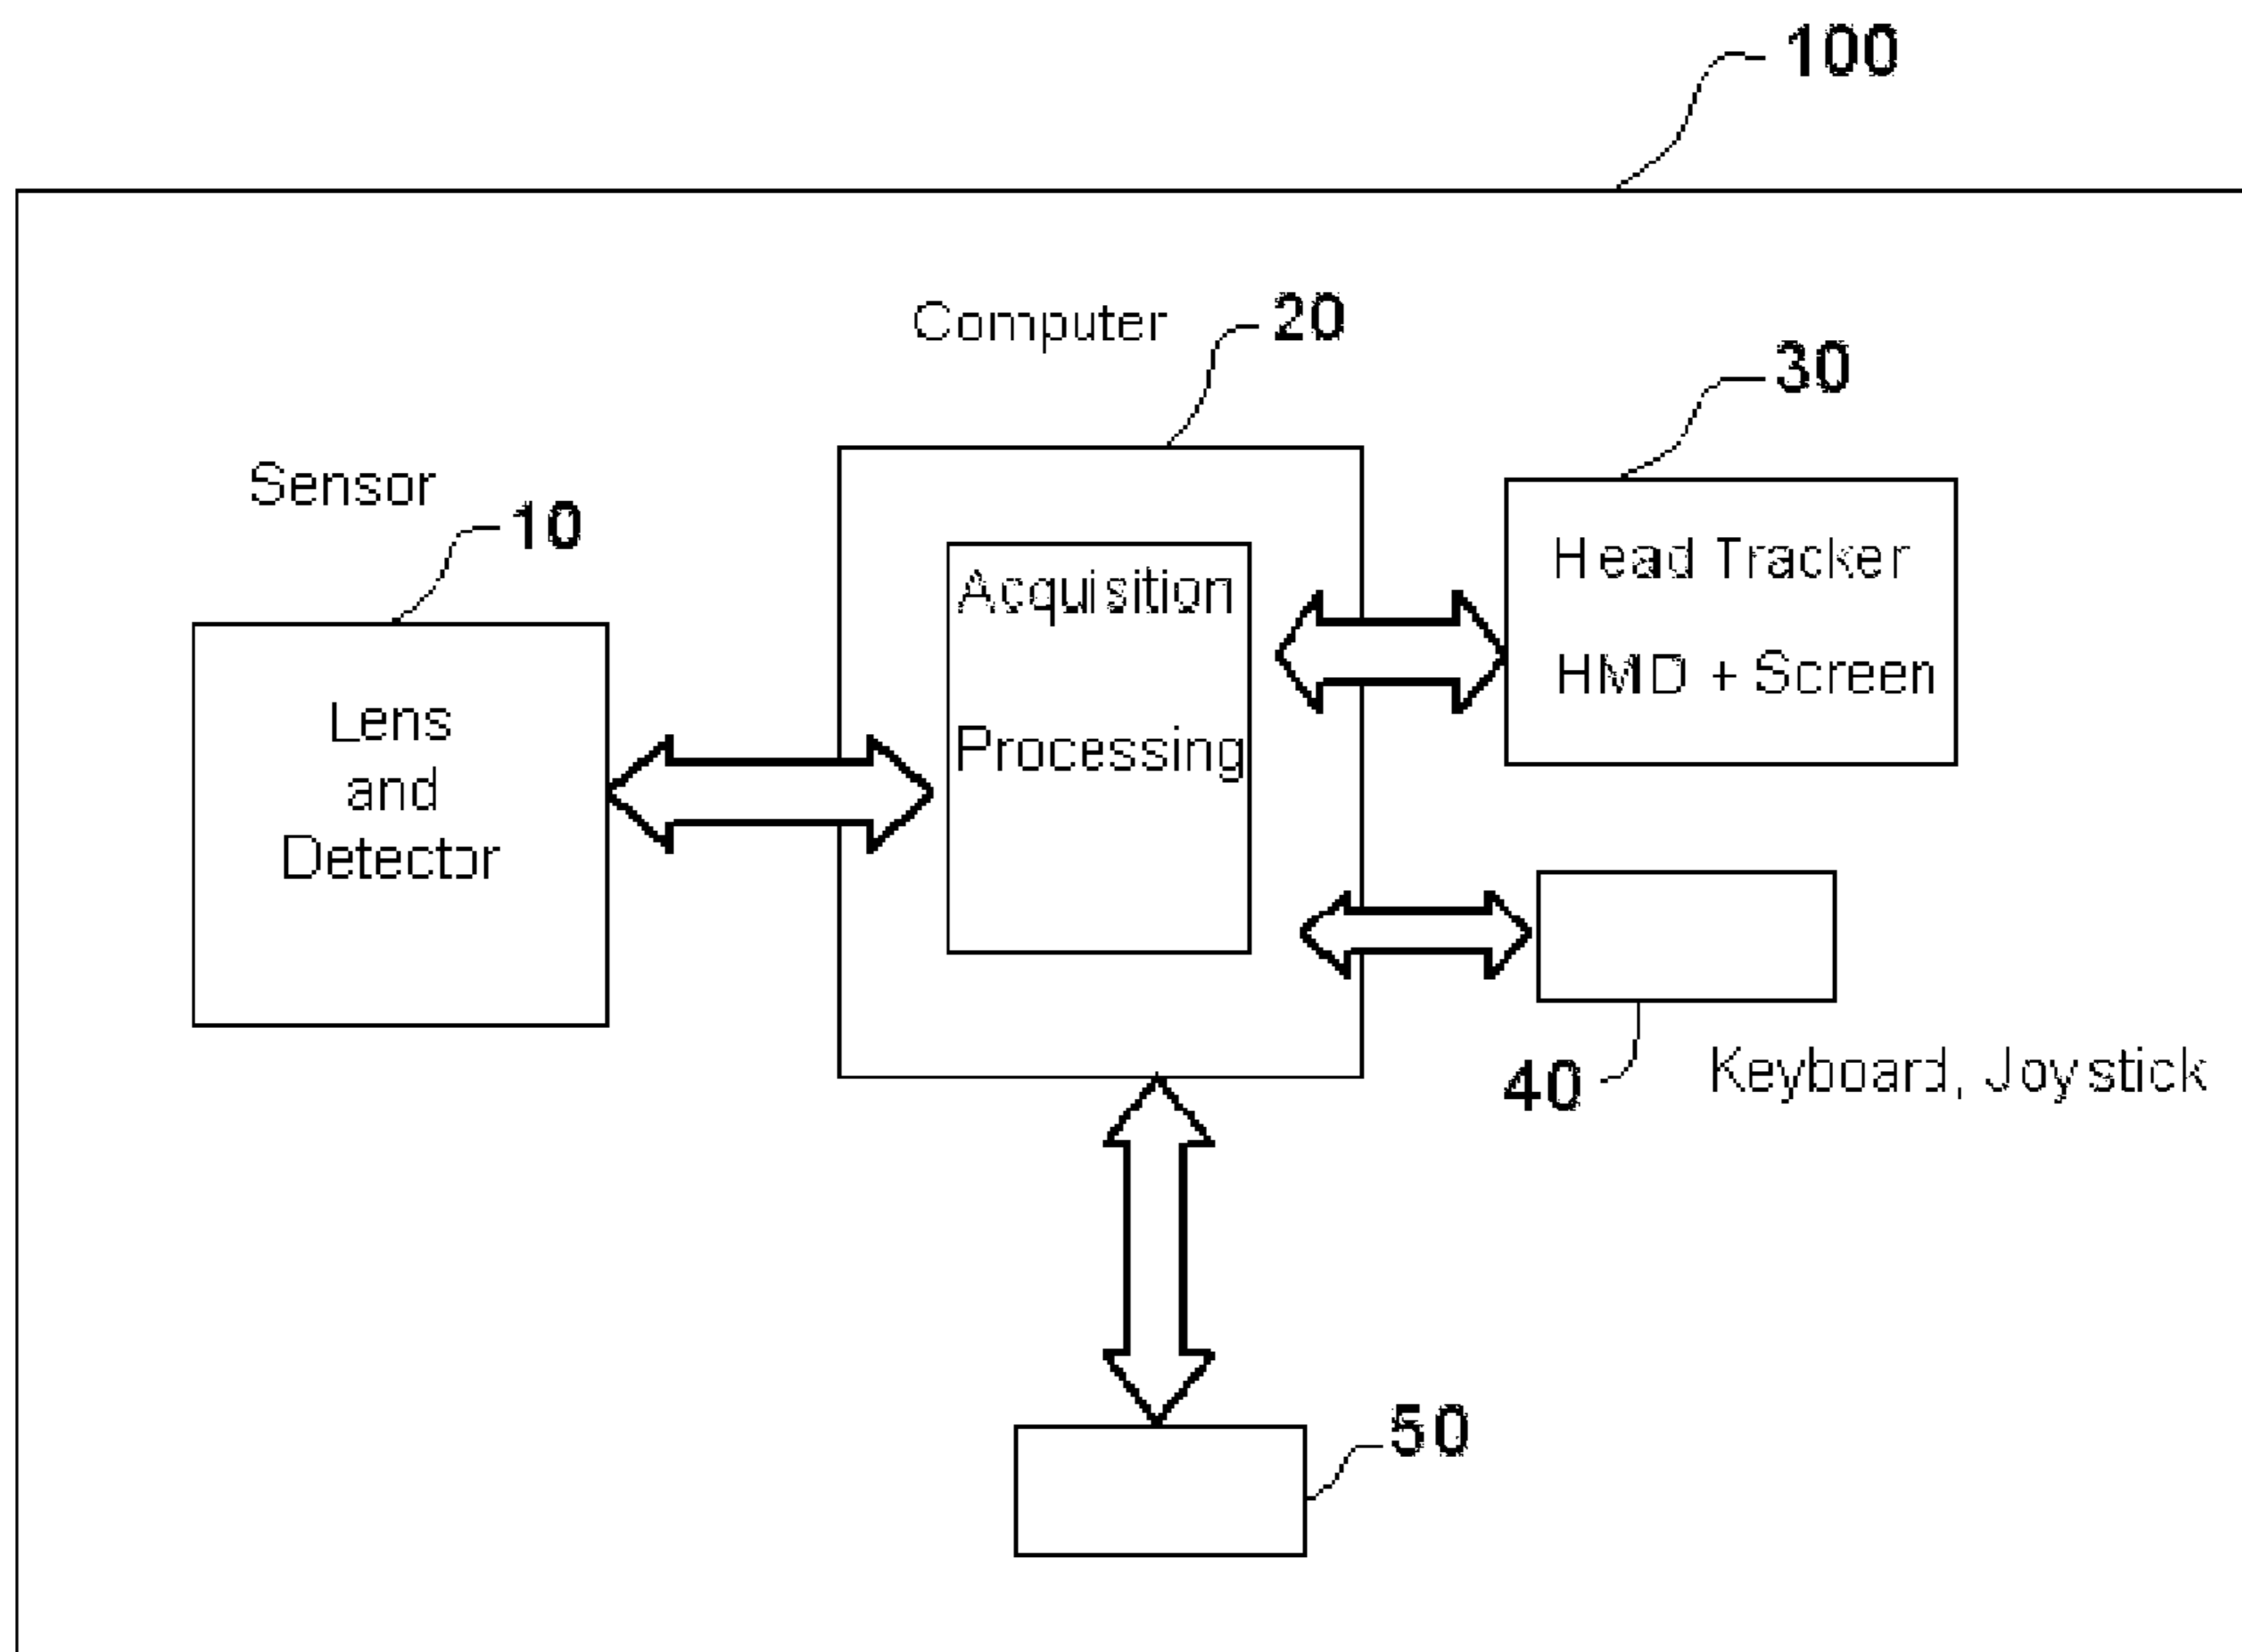 100
Computer
20
30
Sensor
10
Head Tracker
HMD + Screen
Acquisition
Processing
Lens
and
Detector
40
Keyboard, Joystick
50